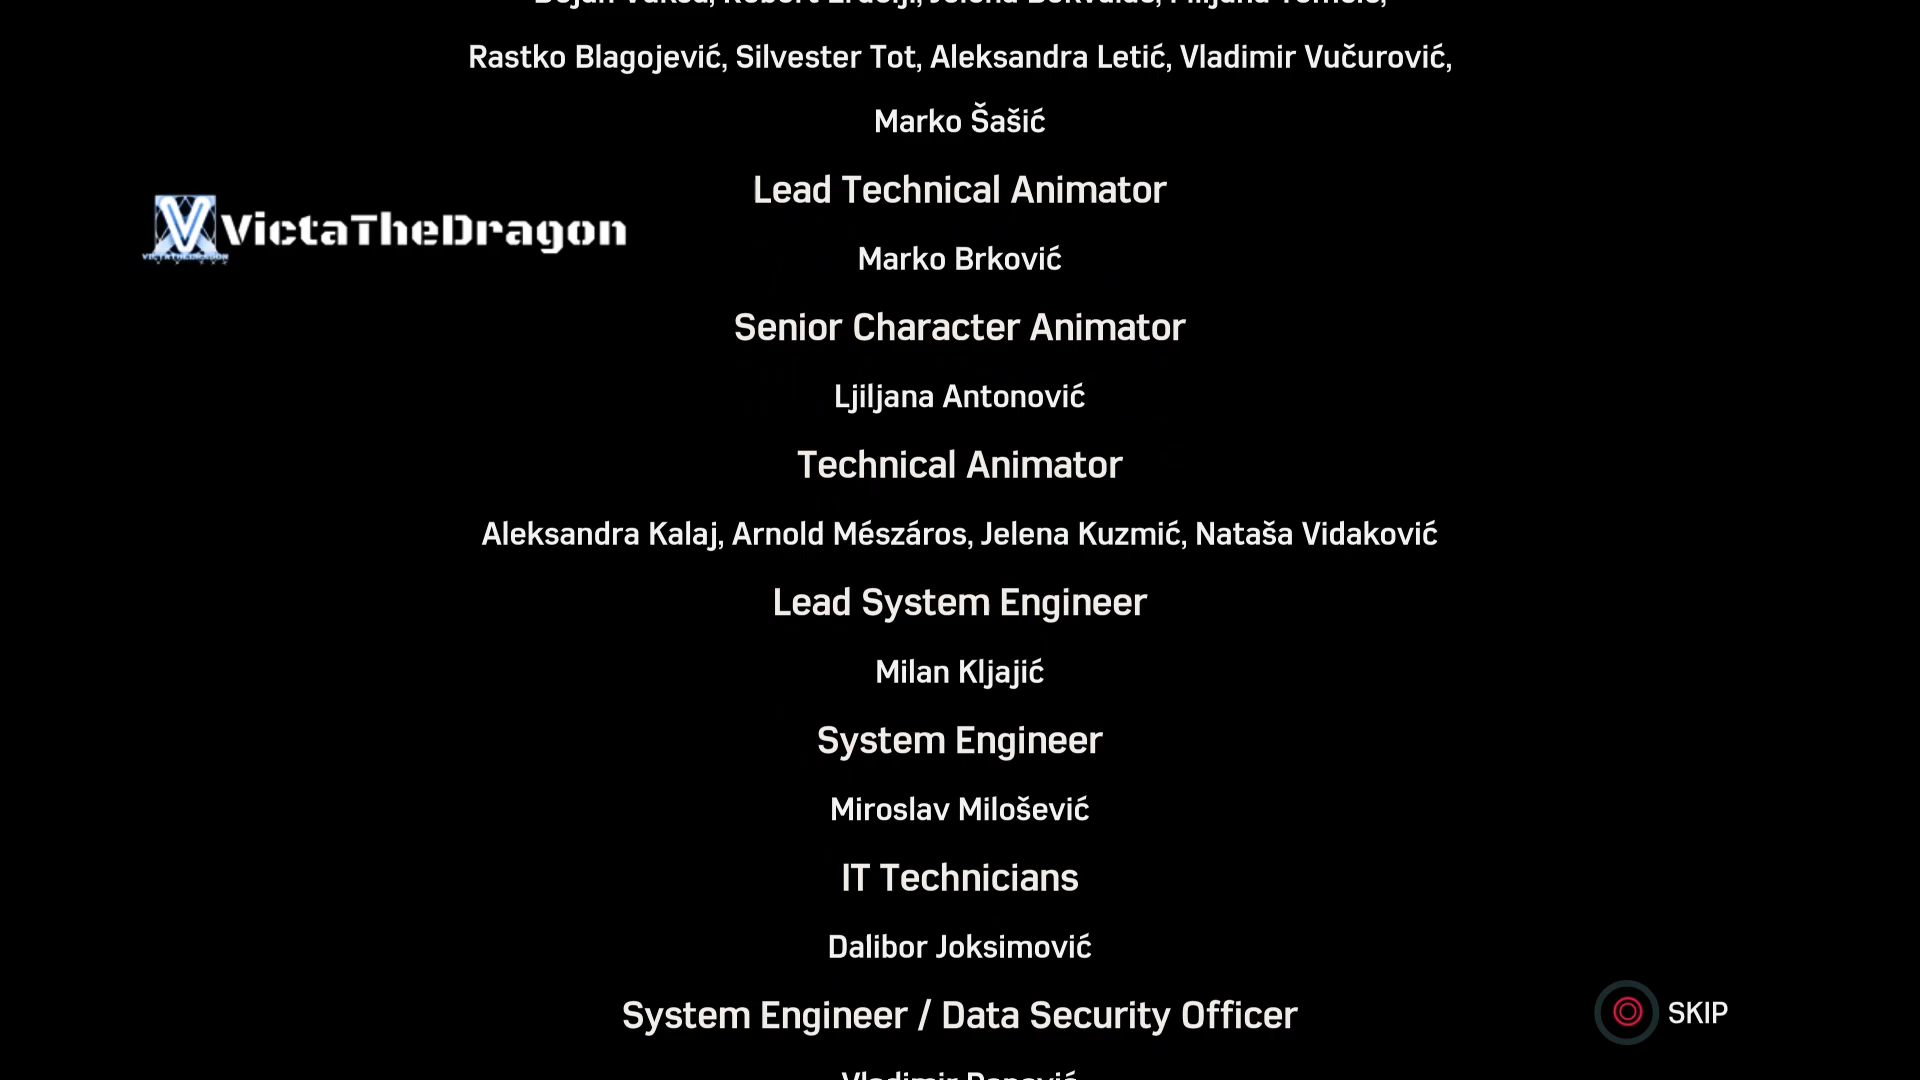 Rastko Blagojević, Silvester Tot, Aleksandra Letić, Vladimir Vučurović,
Marko Šašić
Lead Technical Animator
VictaTheDragon
Marko Brković
Senior Character Animator
Ljiljana Antonović
Technical Animator
Aleksandra Kalaj, Arnold Mészáros, Jelena Kuzmić, Nataša Vidaković
Lead System Engineer
Milan Kljajić
System Engineer
Miroslav Milošević
IT Technicians
Dalibor Joksimović
System Engineer / Data Security Officer
SKIP